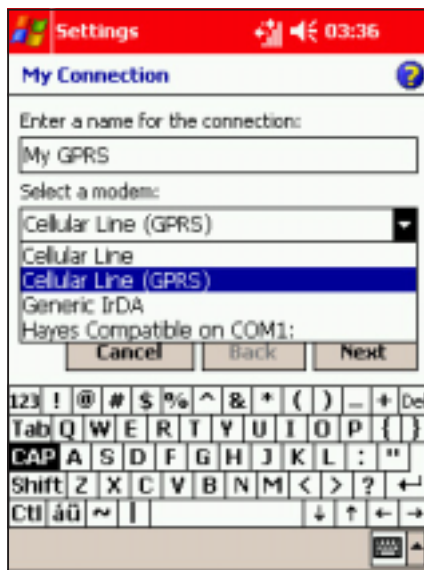 Settings 03:36
My Connection ?
Enter a name for the connection:
My GPRS
Select a modem:
Cellular Line (GPRS)
Cellular Line
Cellular Line (GPRS)
Generic IrDA
Hayes Compatible on COM1:
Cancel Back Next
123 ! @ # $ % ^ & * ( ) _ + Del
Tab Q W E R T Y U I O P { }
CAP A S D F G H J K L : "
Shift Z X C V B N M < > ? ↵
Ctl áü ~ | ↓ ↑ ← →